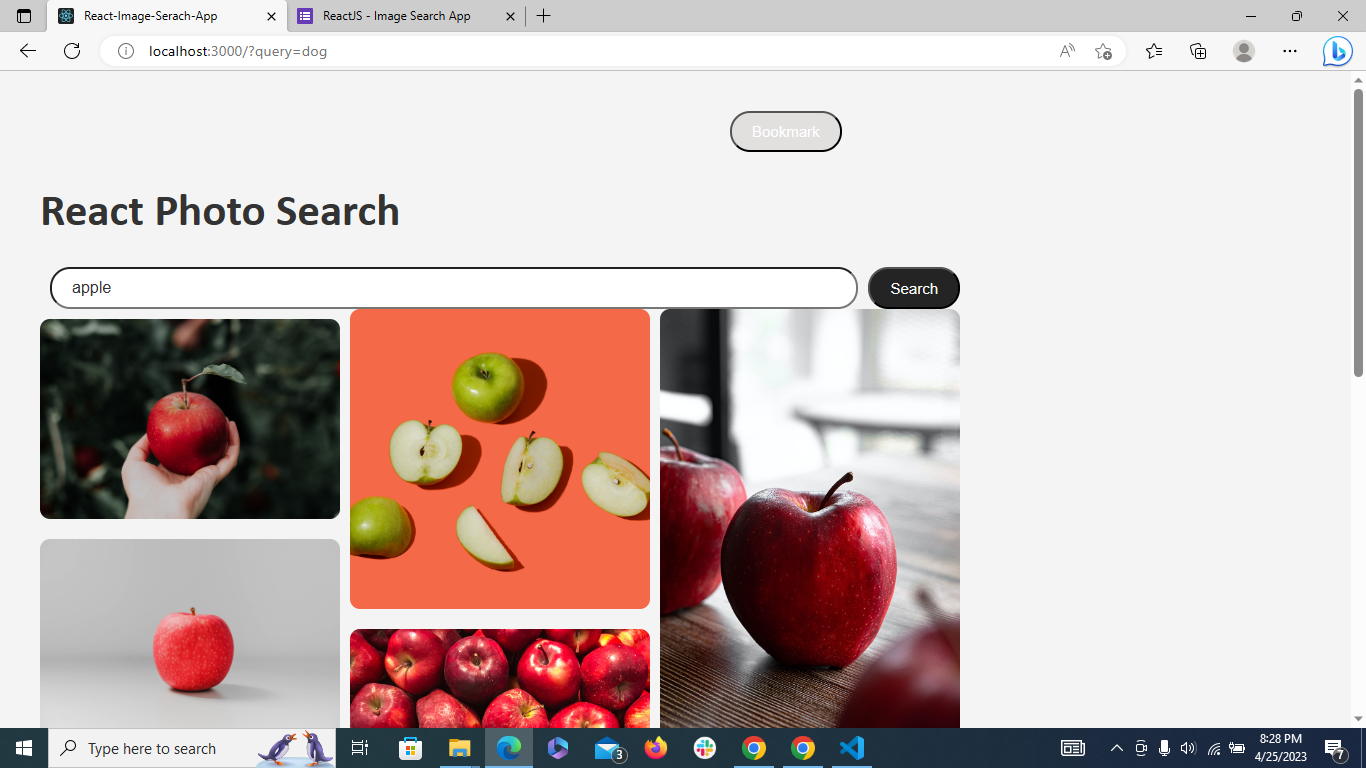 React-Image-Serach-App
ReactJS - Image Search App
localhost:3000/?query=dog
Bookmark
React Photo Search
apple
Search
Type here to search
3
8:28 PM
4/25/2023
7